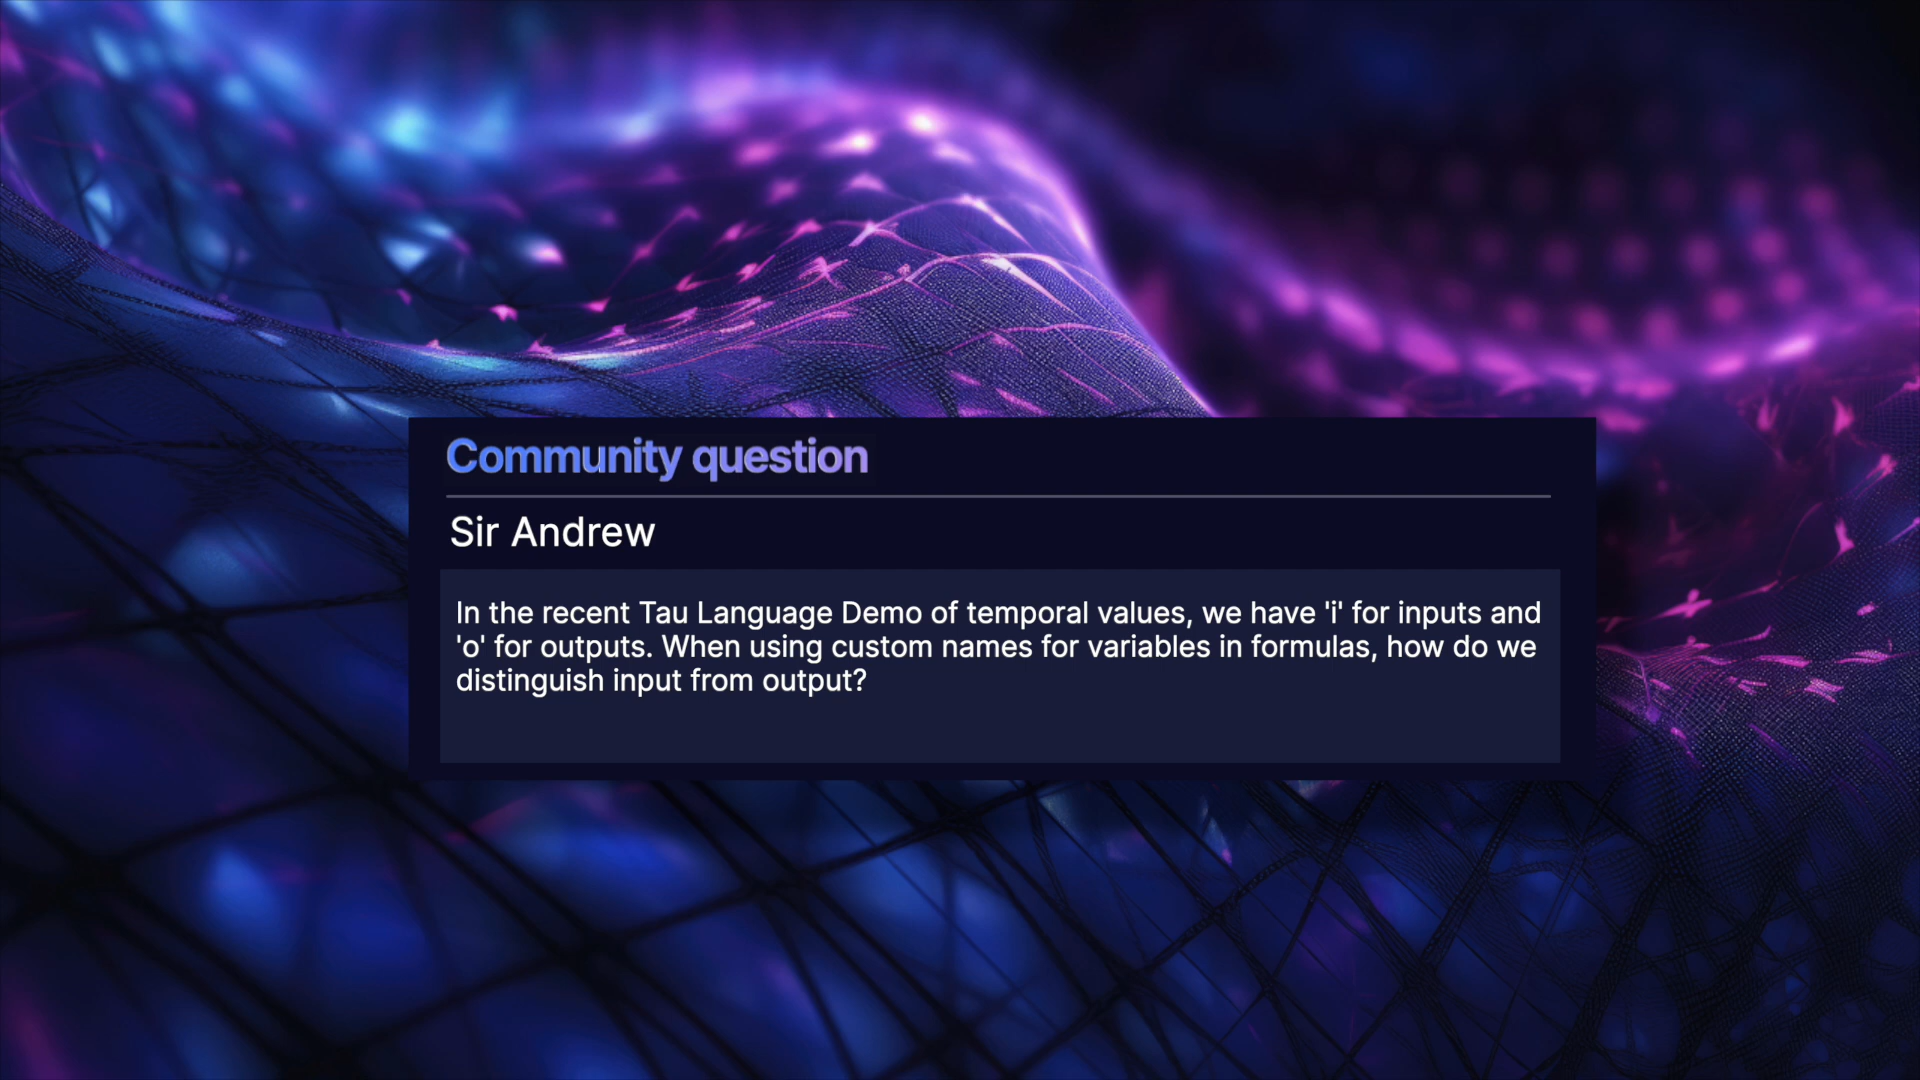 Community question
Sir Andrew
In the recent Tau Language Demo of temporal values, we have 'i' for inputs and
'o' for outputs. When using custom names for variables in formulas, how do we
distinguish input from output?